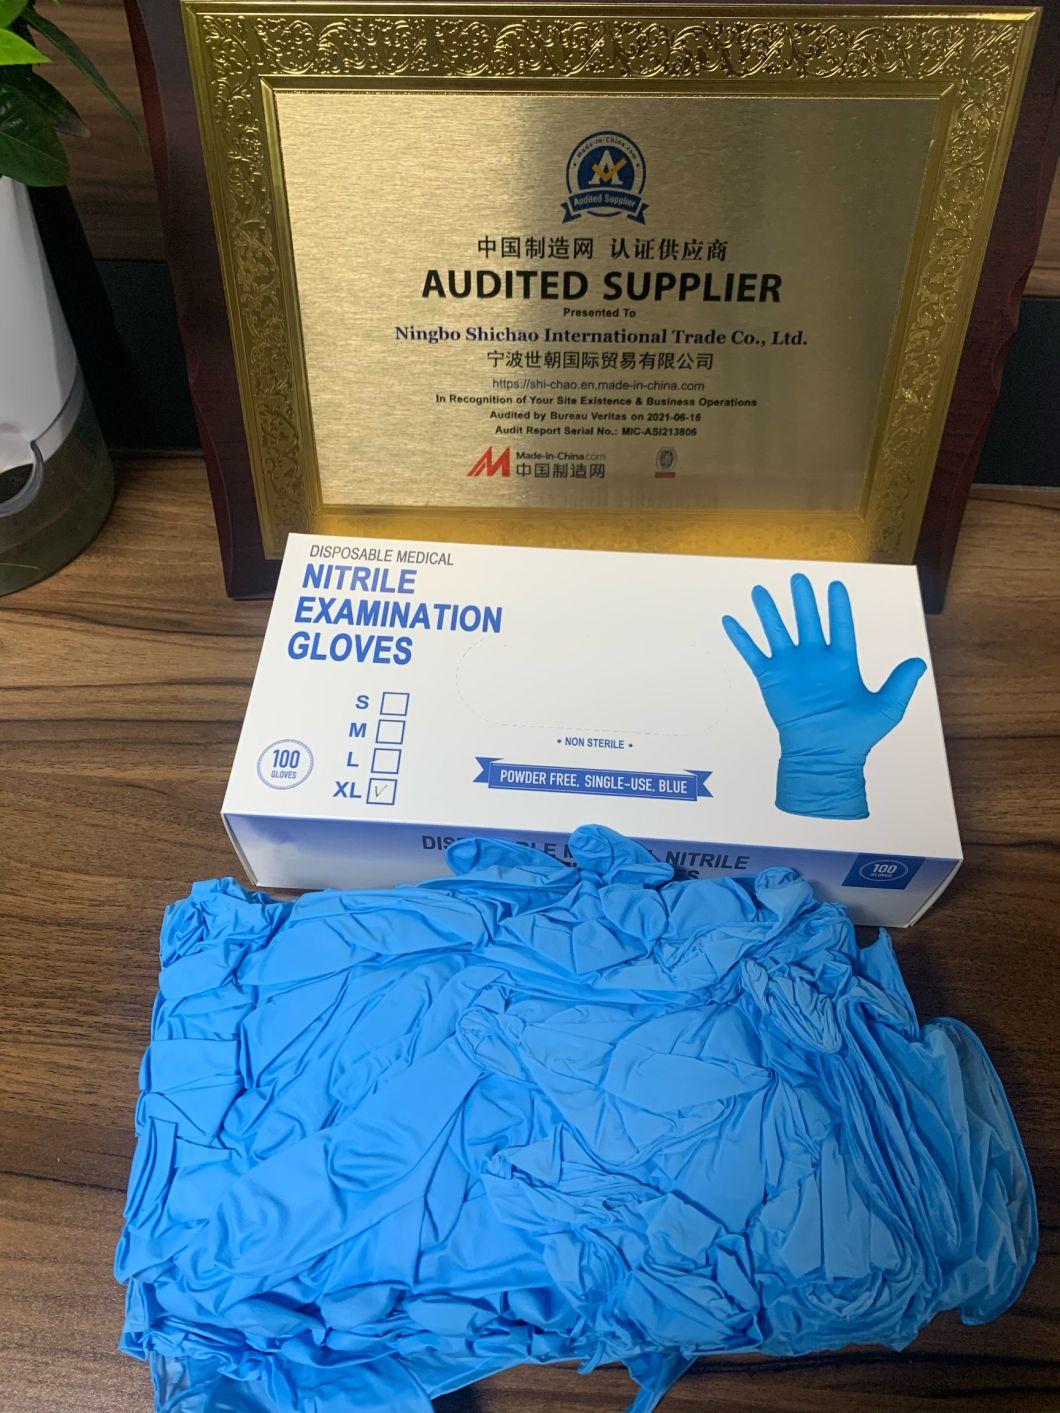 Made-in-China.com
Audited Supplier
中国制造网 认证供应商
AUDITED SUPPLIER
Presented To
Ningbo Shichao International Trade Co., Ltd.
宁波世朝国际贸易有限公司
https://shi-chao.en.made-in-china.com
In Recognition of Your Site Existence & Business Operations
Audited by Bureau Veritas on 2021-06-16
Audit Report Serial No.: MIC-ASI213806
Made-in-China.com
中国制造网
DISPOSABLE MEDICAL
NITRILE
EXAMINATION
GLOVES
S
M
L
XL
100
GLOVES
• NON STERILE •
POWDER FREE, SINGLE-USE, BLUE
NITRILE
100
GLOVES